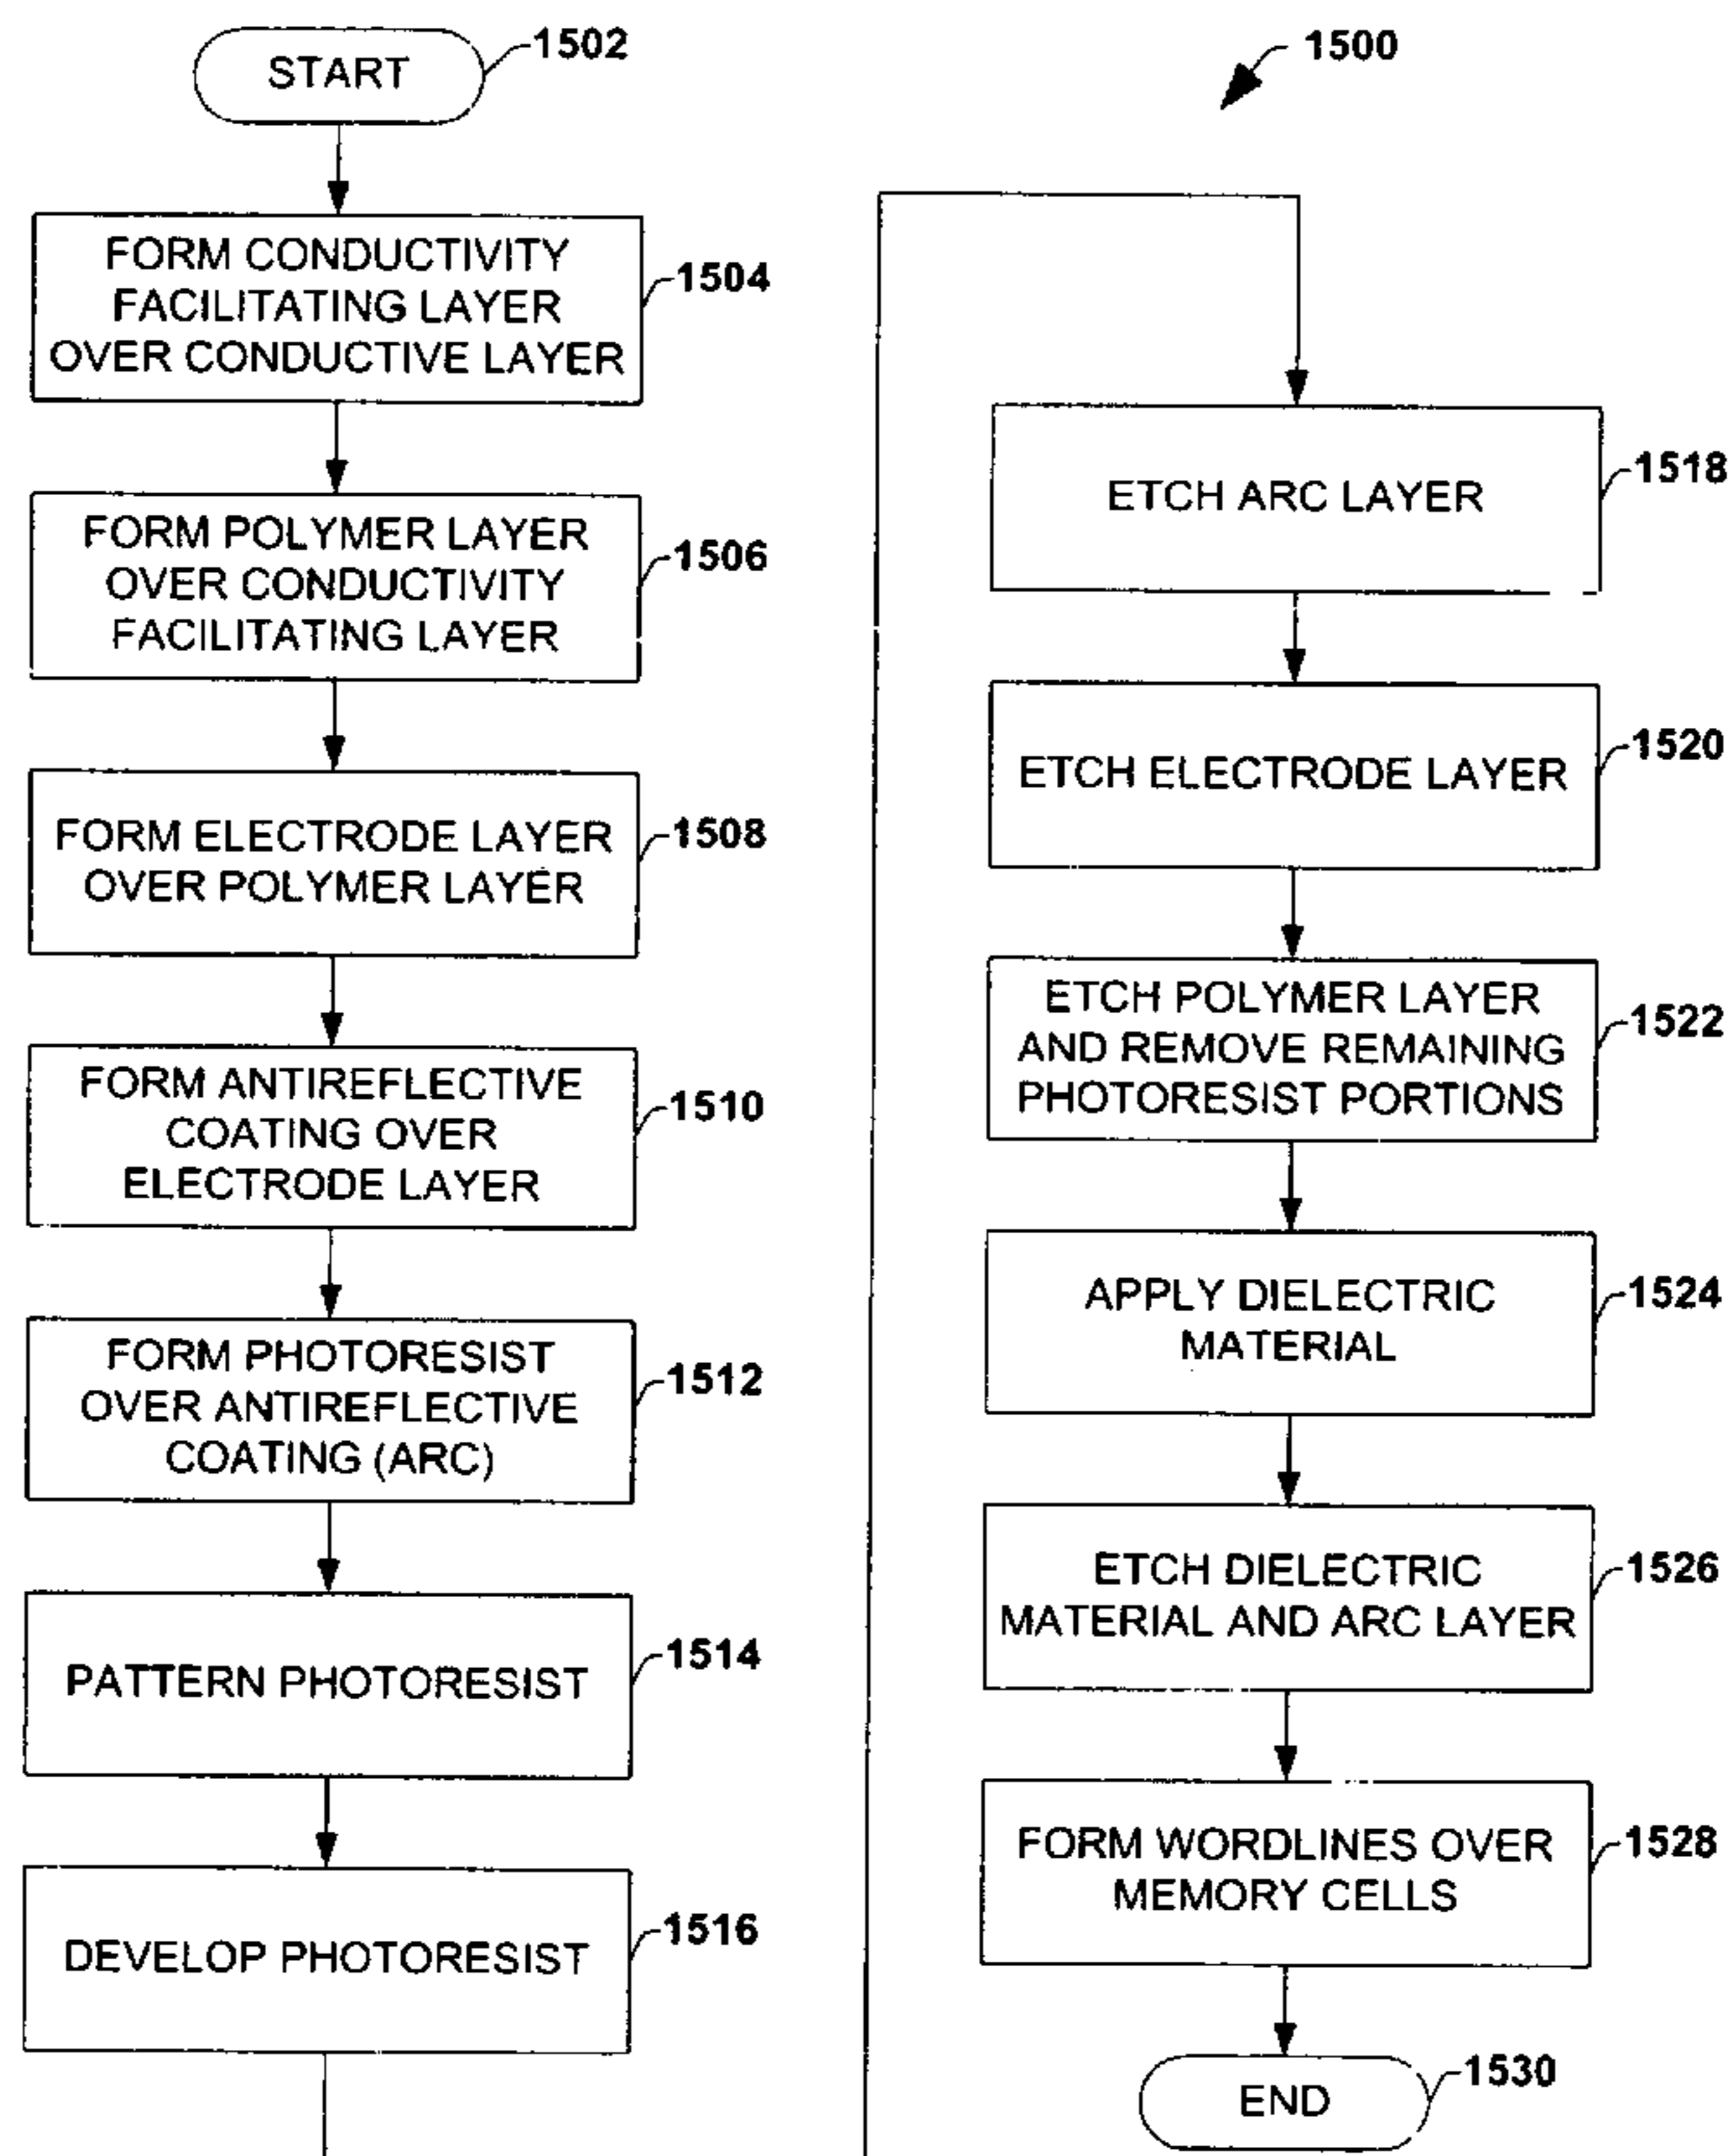 START
1502
1500
FORM CONDUCTIVITY
FACILITATING LAYER
OVER CONDUCTIVE LAYER
1504
FORM POLYMER LAYER
OVER CONDUCTIVITY
FACILITATING LAYER
1506
FORM ELECTRODE LAYER
OVER POLYMER LAYER
1508
FORM ANTIREFLECTIVE
COATING OVER
ELECTRODE LAYER
1510
FORM PHOTORESIST
OVER ANTIREFLECTIVE
COATING (ARC)
1512
PATTERN PHOTORESIST
1514
DEVELOP PHOTORESIST
1516
ETCH ARC LAYER
1518
ETCH ELECTRODE LAYER
1520
ETCH POLYMER LAYER
AND REMOVE REMAINING
PHOTORESIST PORTIONS
1522
APPLY DIELECTRIC
MATERIAL
1524
ETCH DIELECTRIC
MATERIAL AND ARC LAYER
1526
FORM WORDLINES OVER
MEMORY CELLS
1528
END
1530